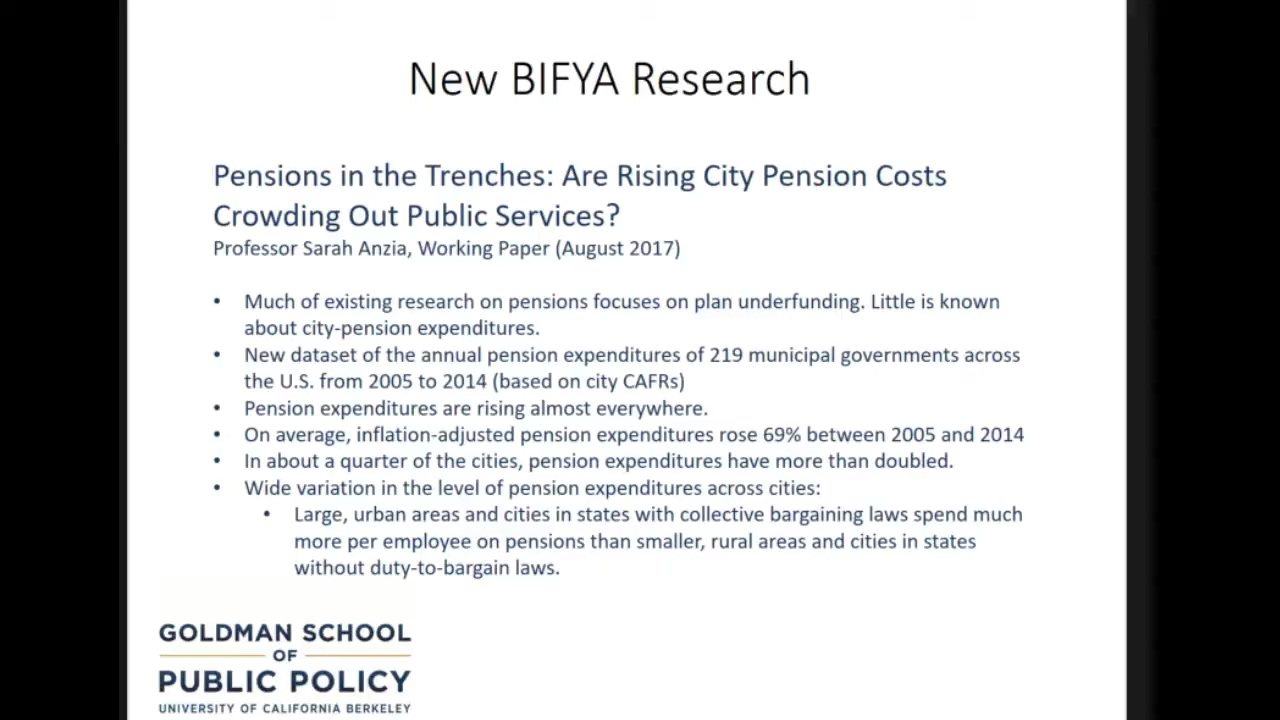 New BIFYA Research
Pensions in the Trenches: Are Rising City Pension Costs
Crowding Out Public Services?
Professor Sarah Anzia, Working Paper (August 2017)
• Much of existing research on pensions focuses on plan underfunding. Little is known
about city-pension expenditures.
• New dataset of the annual pension expenditures of 219 municipal governments across
the U.S. from 2005 to 2014 (based on city CAFRs)
• Pension expenditures are rising almost everywhere.
• On average, inflation-adjusted pension expenditures rose 69% between 2005 and 2014
• In about a quarter of the cities, pension expenditures have more than doubled.
• Wide variation in the level of pension expenditures across cities:
• Large, urban areas and cities in states with collective bargaining laws spend much
more per employee on pensions than smaller, rural areas and cities in states
without duty-to-bargain laws.
GOLDMAN SCHOOL
OF
PUBLIC POLICY
UNIVERSITY OF CALIFORNIA BERKELEY